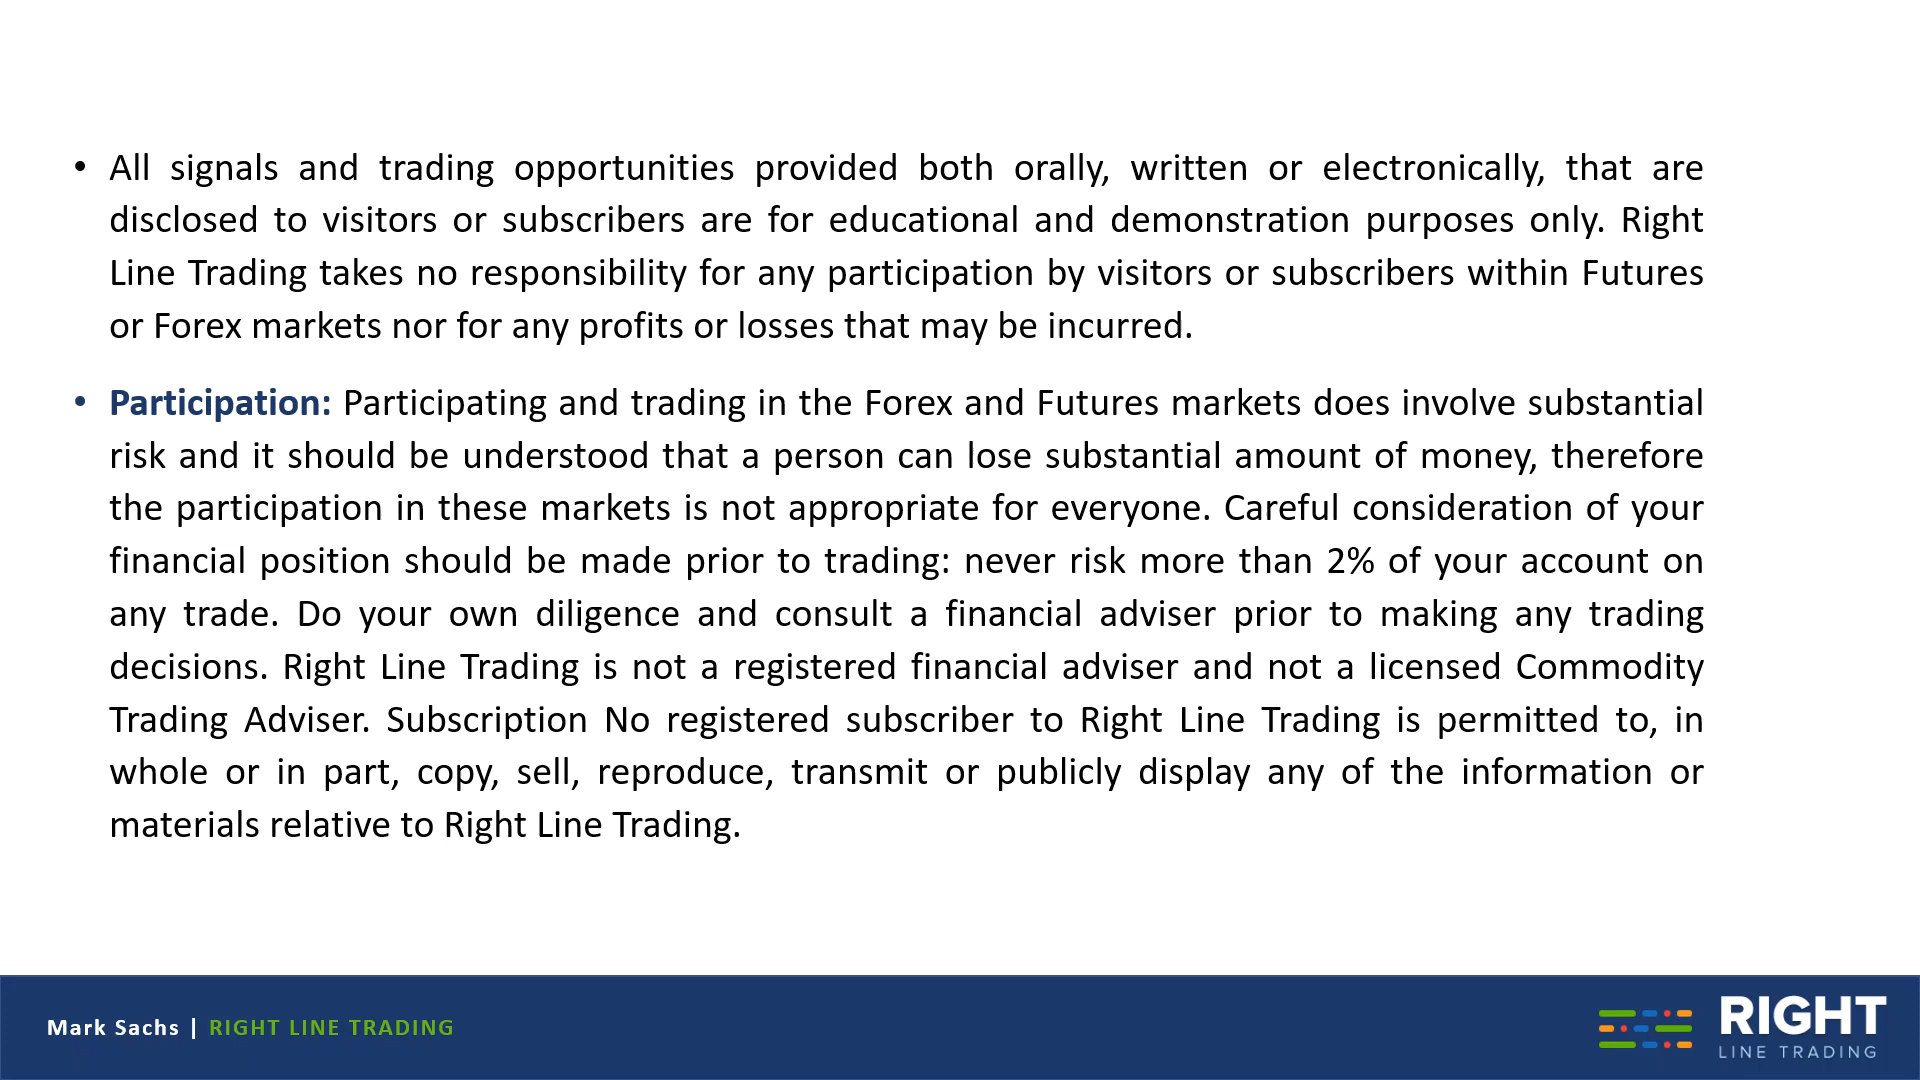 • All signals and trading opportunities provided both orally, written or electronically, that are
disclosed to visitors or subscribers are for educational and demonstration purposes only. Right
Line Trading takes no responsibility for any participation by visitors or subscribers within Futures
or Forex markets nor for any profits or losses that may be incurred.
• Participation: Participating and trading in the Forex and Futures markets does involve substantial
risk and it should be understood that a person can lose substantial amount of money, therefore
the participation in these markets is not appropriate for everyone. Careful consideration of your
financial position should be made prior to trading: never risk more than 2% of your account on
any trade. Do your own diligence and consult a financial adviser prior to making any trading
decisions. Right Line Trading is not a registered financial adviser and not a licensed Commodity
Trading Adviser. Subscription No registered subscriber to Right Line Trading is permitted to, in
whole or in part, copy, sell, reproduce, transmit or publicly display any of the information or
materials relative to Right Line Trading.
Mark Sachs | RIGHT LINE TRADING
RIGHT
LINE TRADING